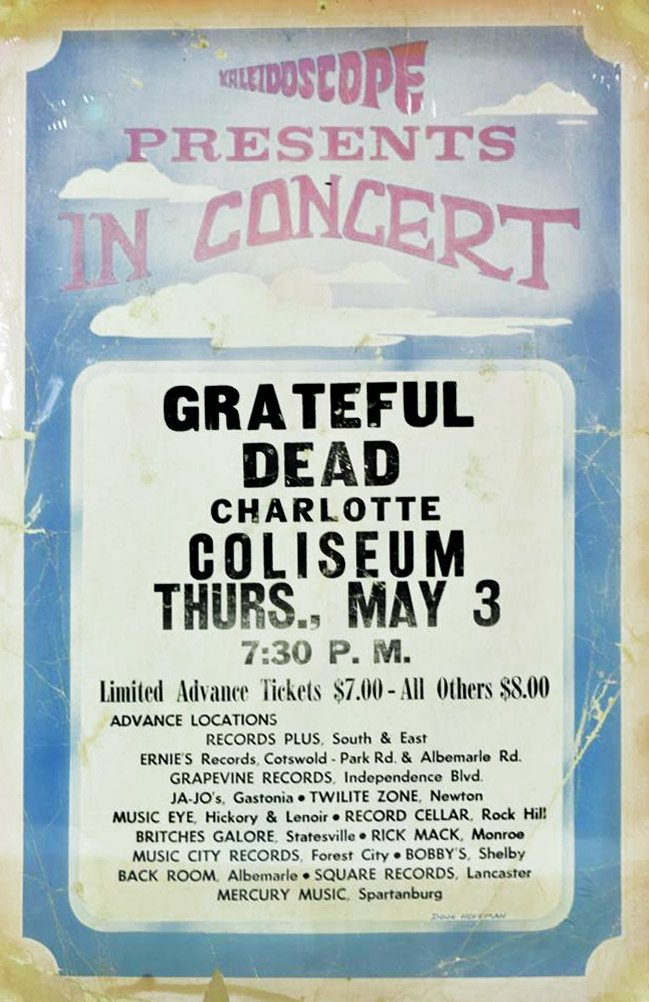 KALEIDOSCOPE
PRESENTS
IN CONCERT
GRATEFUL
DEAD
CHARLOTTE
COLISEUM
THURS., MAY 3
7:30 P. M.
Limited Advance Tickets $7.00 - All Others $8.00
ADVANCE LOCATIONS
RECORDS PLUS, South & East
ERNIE'S Records, Cotswold - Park Rd. & Albemarle Rd.
GRAPEVINE RECORDS, Independence Blvd.
JA-JO's, Gastonia • TWILITE ZONE, Newton
MUSIC EYE, Hickory & Lenoir • RECORD CELLAR, Rock Hill
BRITCHES GALORE, Statesville • RICK MACK, Monroe
MUSIC CITY RECORDS, Forest City • BOBBY'S, Shelby
BACK ROOM, Albemarle • SQUARE RECORDS, Lancaster
MERCURY MUSIC, Spartanburg
DOUG HOFFMAN